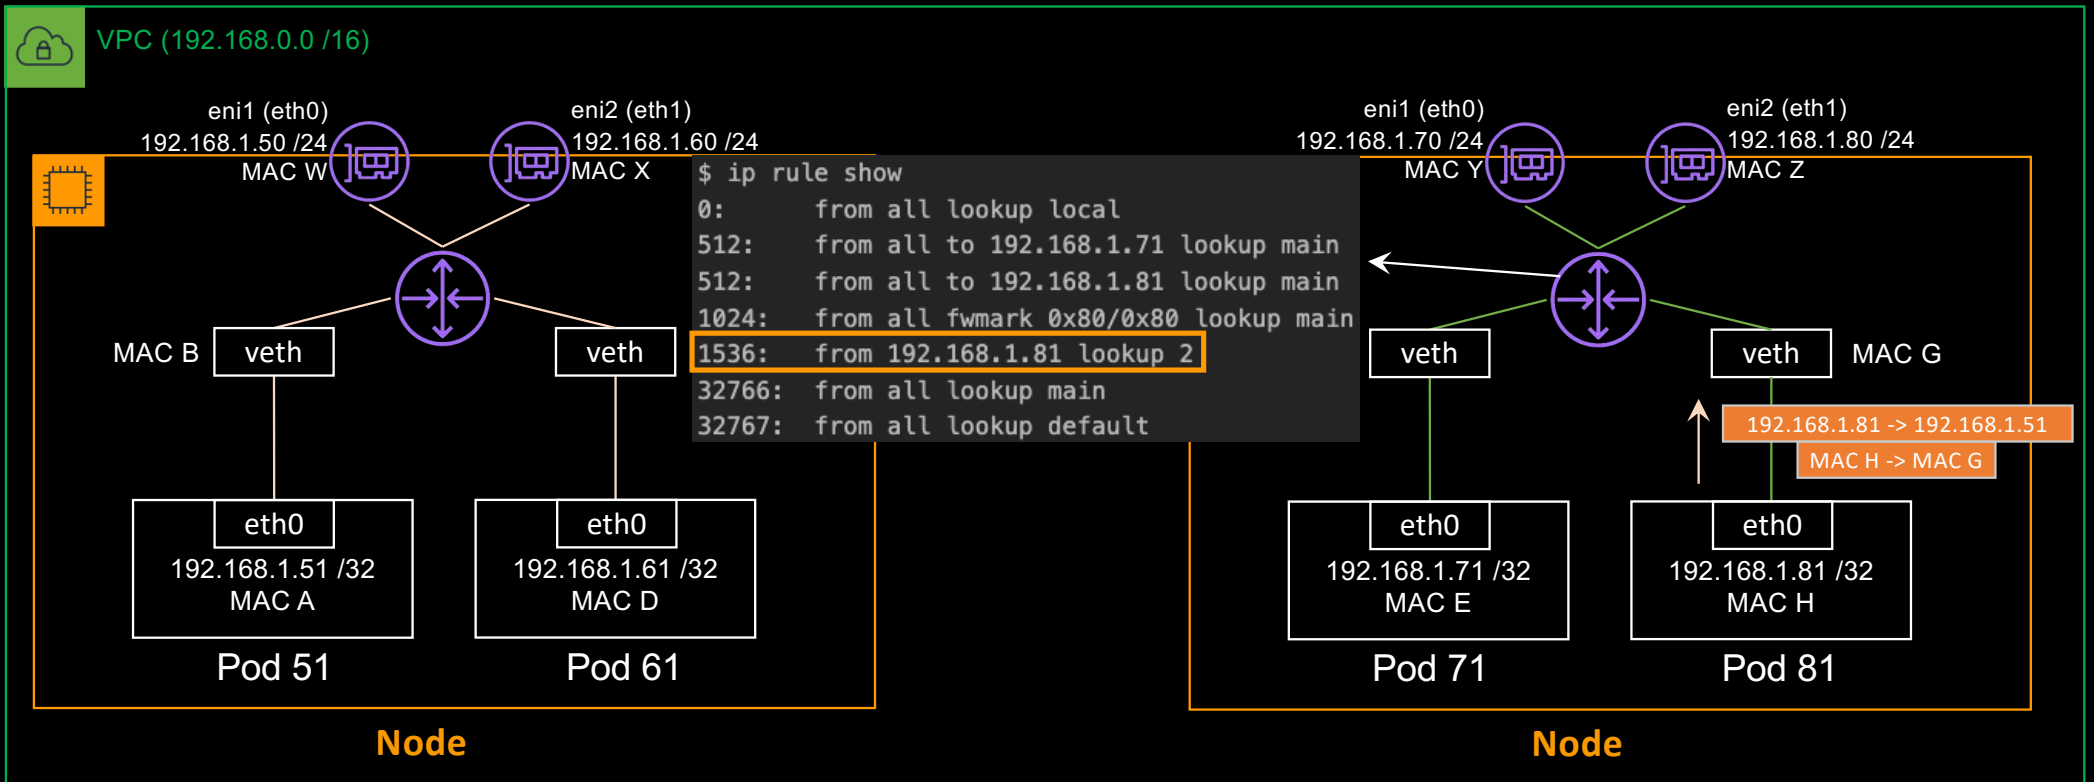 VPC (192.168.0.0 /16)
eni1 (eth0)
192.168.1.50 /24
MAC W
eni2 (eth1)
192.168.1.60 /24
MAC X
$ ip rule show
0: from all lookup local
512: from all to 192.168.1.71 lookup main
512: from all to 192.168.1.81 lookup main
1024: from all fwmark 0x80/0x80 lookup main
1536: from 192.168.1.81 lookup 2
32766: from all lookup main
32767: from all lookup default
eni1 (eth0)
192.168.1.70 /24
MAC Y
eni2 (eth1)
192.168.1.80 /24
MAC Z
MAC B
veth
veth
veth
veth
MAC G
192.168.1.81 -> 192.168.1.51
MAC H -> MAC G
eth0
192.168.1.51 /32
MAC A
Pod 51
eth0
192.168.1.61 /32
MAC D
Pod 61
eth0
192.168.1.71 /32
MAC E
Pod 71
eth0
192.168.1.81 /32
MAC H
Pod 81
Node
Node